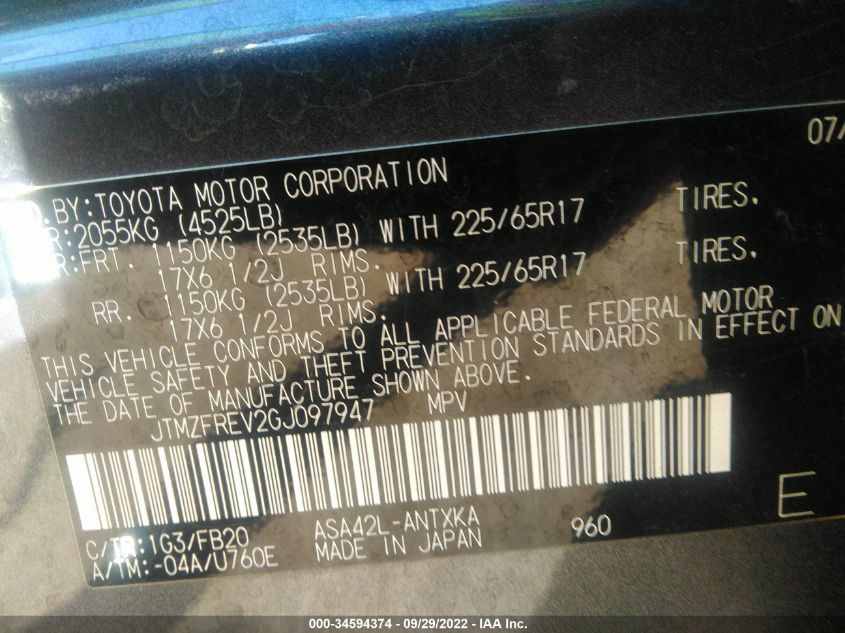 07/
D.BY:TOYOTA MOTOR CORPORATION
R:2055KG (4525LB)
R:FRT. 1150KG (2535LB) WITH 225/65R17 TIRES.
17X6 1/2J RIMS.
RR. 1150KG (2535LB) WITH 225/65R17 TIRES.
17X6 1/2J RIMS.
THIS VEHICLE CONFORMS TO ALL APPLICABLE FEDERAL MOTOR
VEHICLE SAFETY AND THEFT PREVENTION STANDARDS IN EFFECT ON
THE DATE OF MANUFACTURE SHOWN ABOVE.
JTMZFREV2GJ097947 MPV
E
C/TR:1G3/FB20 ASA42L-ANTXKA 960
A/TM:-04A/U760E MADE IN JAPAN
000-34594374 - 09/29/2022 - IAA Inc.